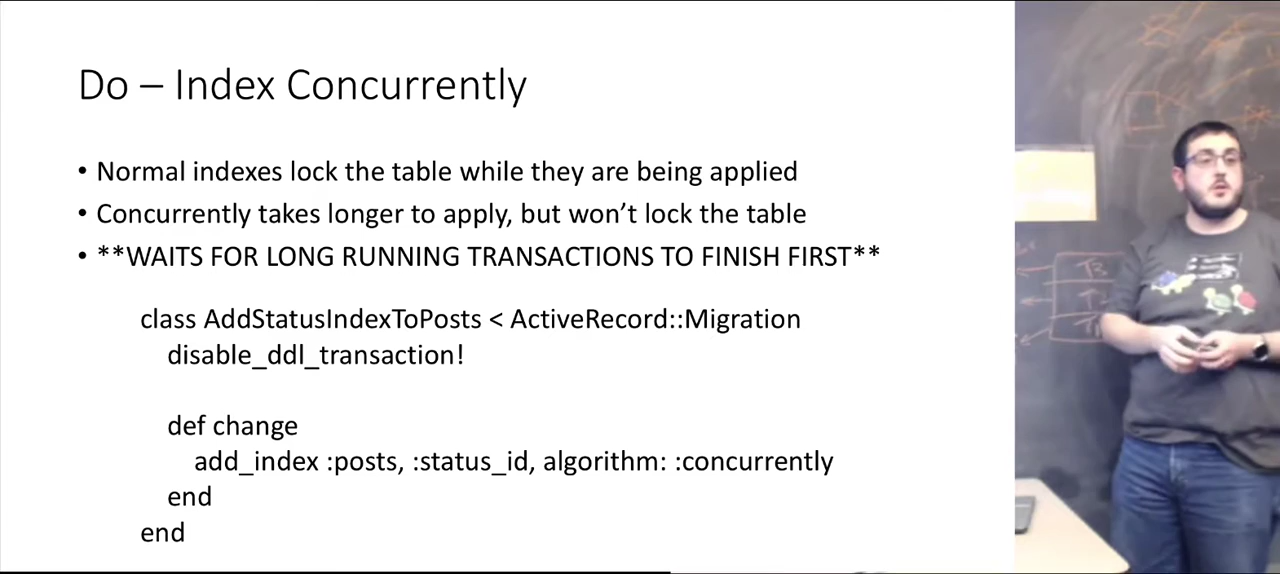 Do – Index Concurrently
• Normal indexes lock the table while they are being applied
• Concurrently takes longer to apply, but won’t lock the table
• **WAITS FOR LONG RUNNING TRANSACTIONS TO FINISH FIRST**
class AddStatusIndexToPosts < ActiveRecord::Migration
disable_ddl_transaction!
def change
add_index :posts, :status_id, algorithm: :concurrently
end
end